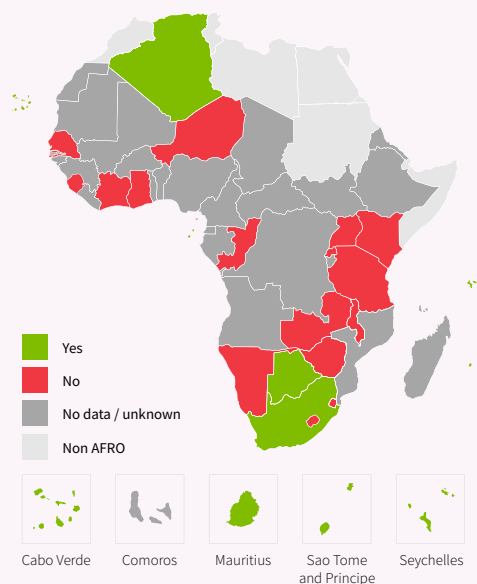 Yes
No
No data / unknown
Non AFRO
Cabo Verde
Comoros
Mauritius
Sao Tome
and Principe
Seychelles